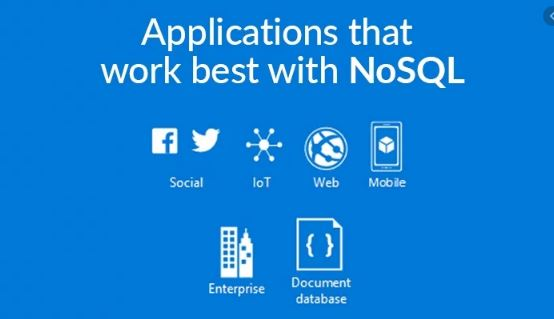 Applications that
work best with NoSQL
Social
IoT
Web
Mobile
Enterprise
Document
database